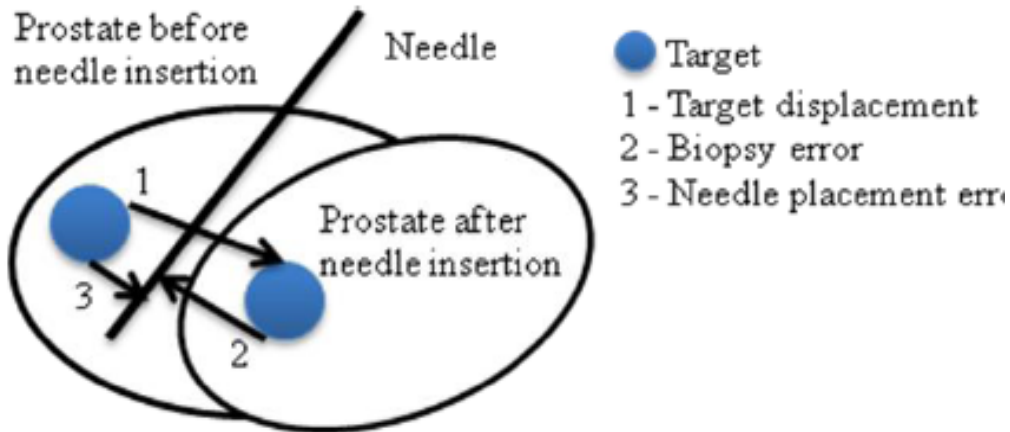 Prostate before
needle insertion
Needle
1
3
2
Prostate after
needle insertion
Target
1 - Target displacement
2 - Biopsy error
3 - Needle placement